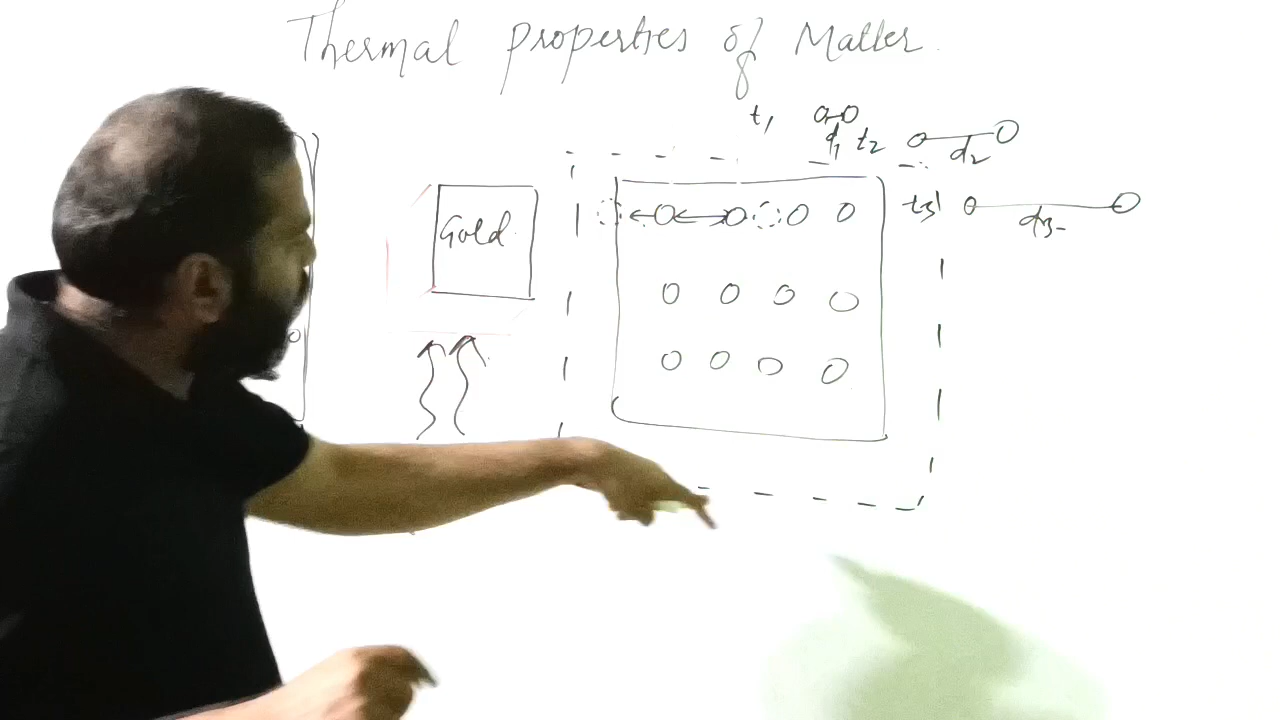 Thermal properties of Matter
t₁ d₁
t₂ d₂
Gold
t₃ d₃